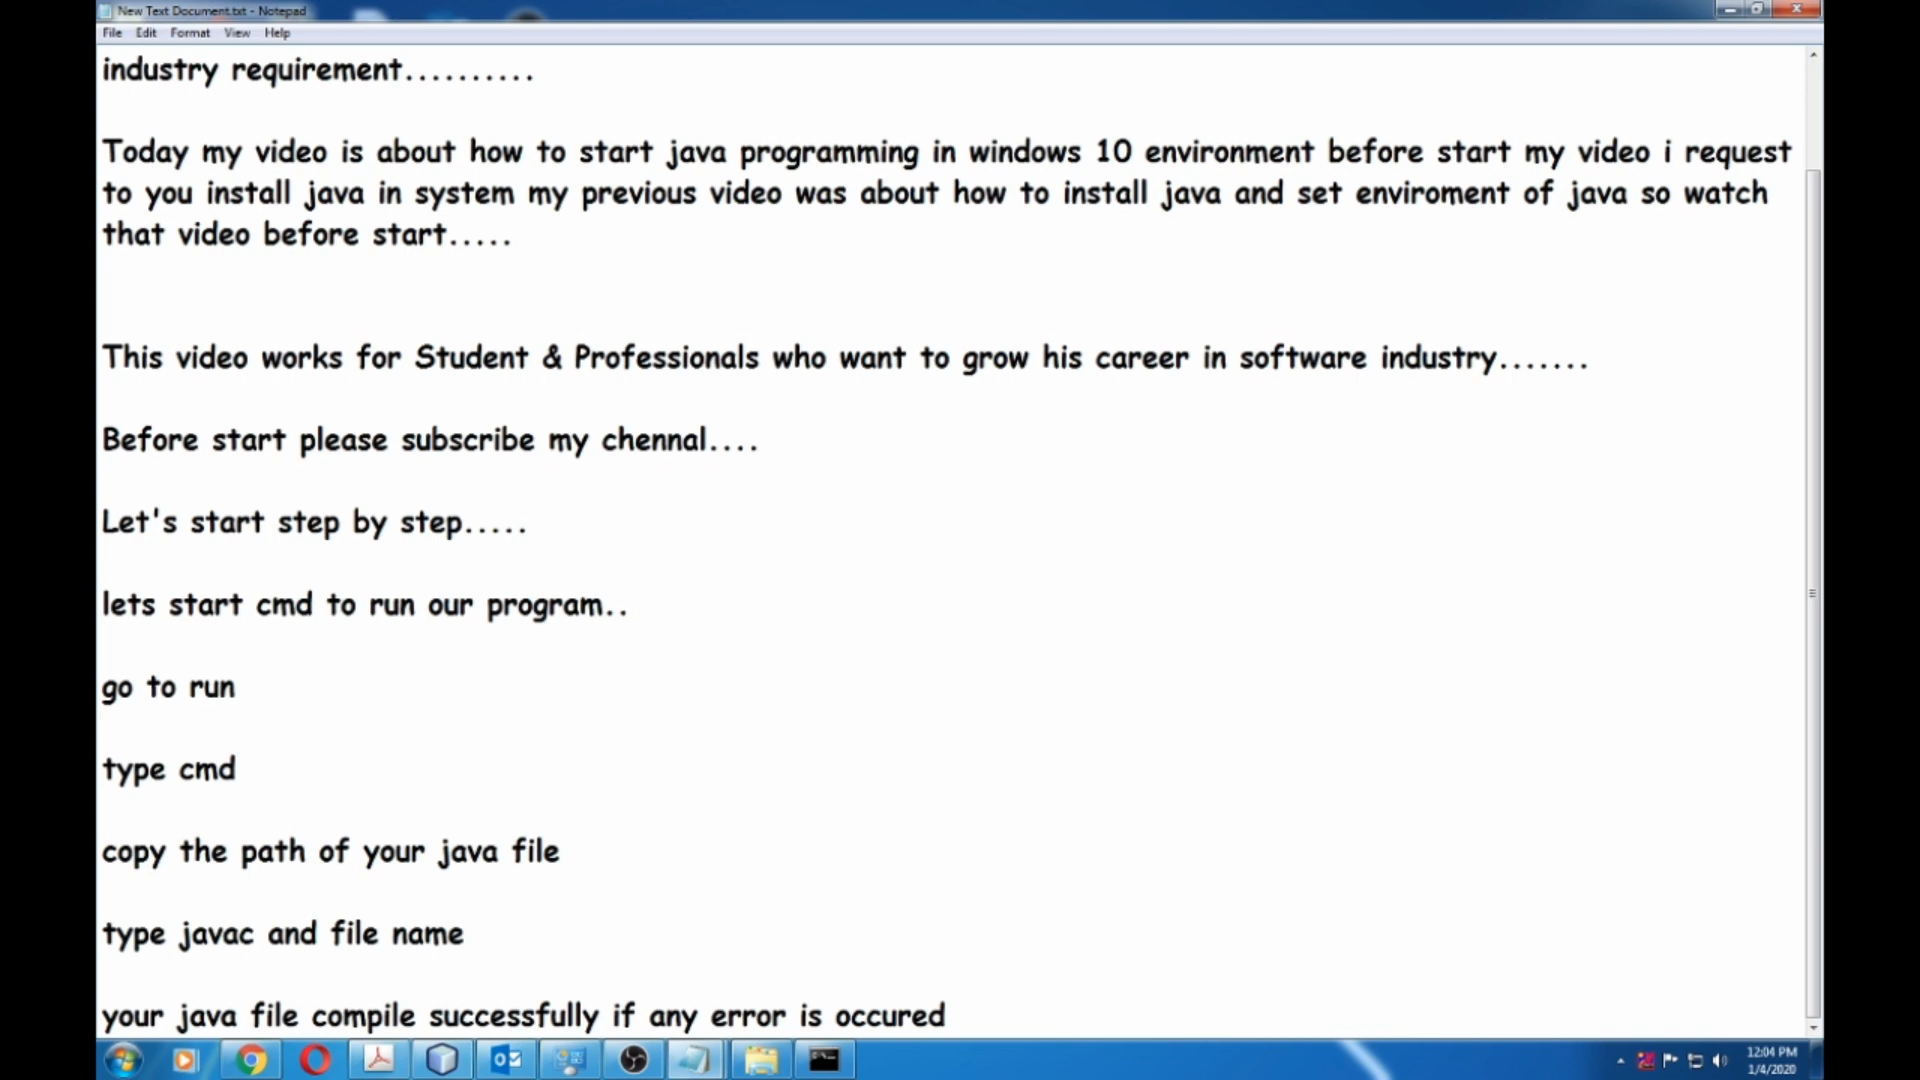 New Text Document.txt - Notepad
File Edit Format View Help
industry requirement..........
Today my video is about how to start java programming in windows 10 environment before start my video i request
to you install java in system my previous video was about how to install java and set enviroment of java so watch
that video before start.....
This video works for Student & Professionals who want to grow his career in software industry.......
Before start please subscribe my chennal....
Let's start step by step.....
lets start cmd to run our program..
go to run
type cmd
copy the path of your java file
type javac and file name
your java file compile successfully if any error is occured
12:04 PM
1/4/2020